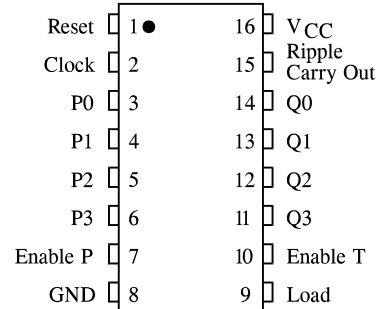 Reset 1 16 VCC
Clock 2 15 Ripple
Carry Out
P0 3 14 Q0
P1 4 13 Q1
P2 5 12 Q2
P3 6 11 Q3
Enable P 7 10 Enable T
GND 8 9 Load